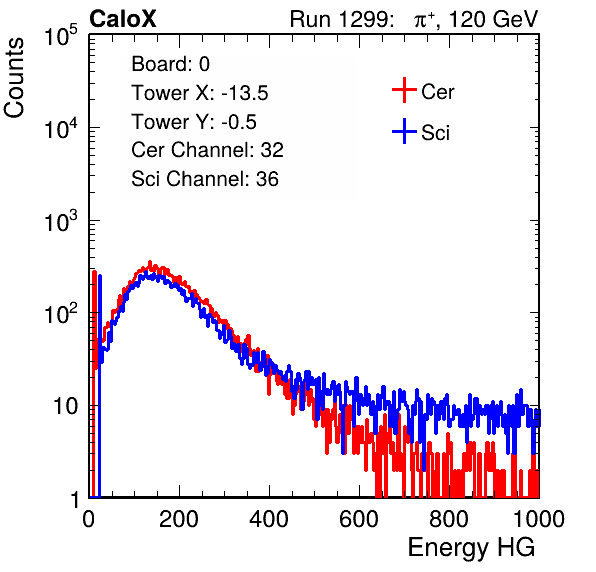 CaloX Run 1299: π⁺, 120 GeV
Counts
Board: 0
Tower X: -13.5
Tower Y: -0.5
Cer Channel: 32
Sci Channel: 36
Cer
Sci
10⁵
10⁴
10³
10²
10
1
0 200 400 600 800 1000
Energy HG